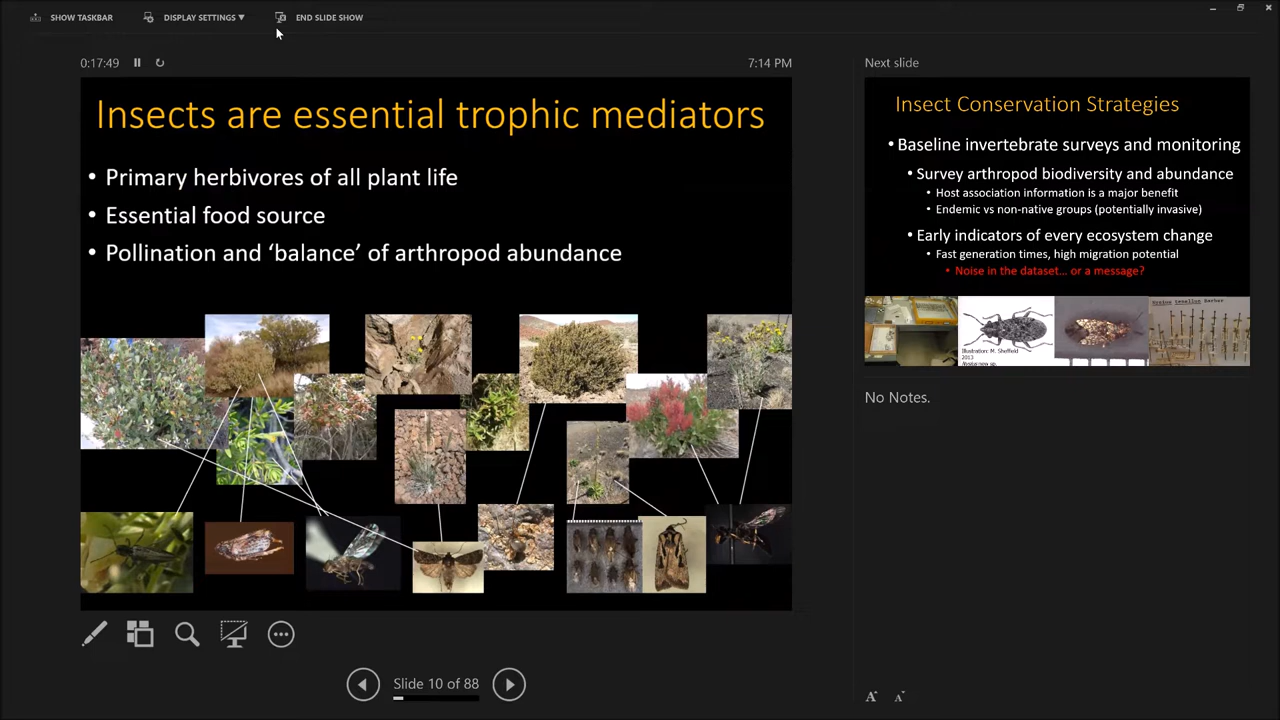 SHOW TASKBAR
DISPLAY SETTINGS ▼
END SLIDE SHOW
0:17:49
7:14 PM
Insects are essential trophic mediators
• Primary herbivores of all plant life
• Essential food source
• Pollination and ‘balance’ of arthropod abundance
Slide 10 of 88
Next slide
Insect Conservation Strategies
• Baseline invertebrate surveys and monitoring
• Survey arthropod biodiversity and abundance
• Host association information is a major benefit
• Endemic vs non-native groups (potentially invasive)
• Early indicators of every ecosystem change
• Fast generation times, high migration potential
• Noise in the dataset... or a message?
Illustration: M. Sheffield
2013
No Notes.
A
A